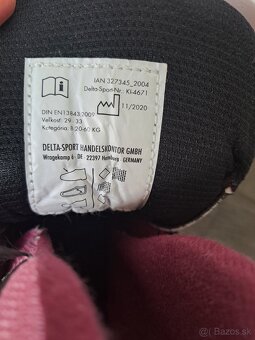 IAN 327345_2004
Delta-Sport-Nr.: KI-4671
11/2020
DIN EN13843:2009
Veľkosť: 29 - 33
Kategória: B/20-60 KG
DELTA-SPORT HANDELSKONTOR GMBH
Wragekamp 6 · DE - 22397 Hamburg
GERMANY
sBazar.sk